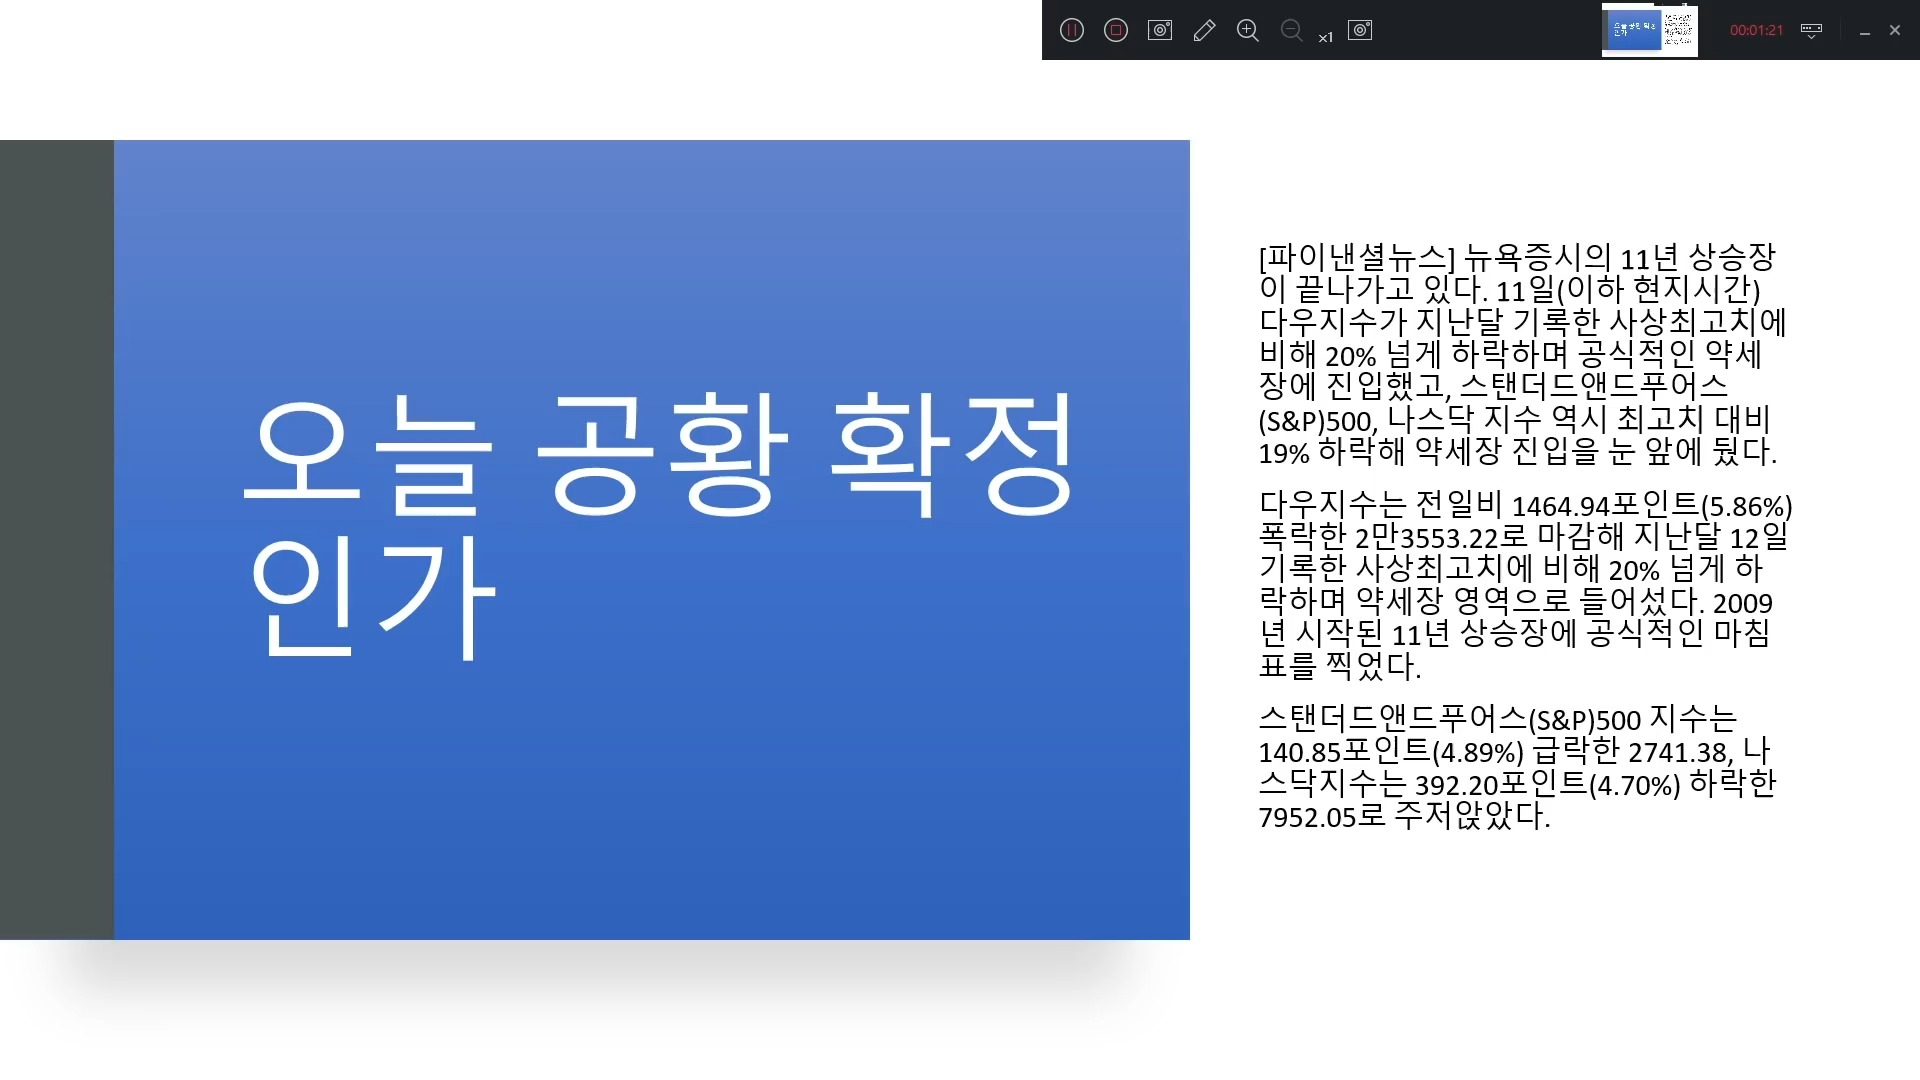 x1
00:01:21
오늘 공황 확정
인가
[파이낸셜뉴스] 뉴욕증시의 11년 상승장
이 끝나가고 있다. 11일(이하 현지시간)
다우지수가 지난달 기록한 사상최고치에
비해 20% 넘게 하락하며 공식적인 약세
장에 진입했고, 스탠더드앤드푸어스
(S&P)500, 나스닥 지수 역시 최고치 대비
19% 하락해 약세장 진입을 눈 앞에 뒀다.
다우지수는 전일비 1464.94포인트(5.86%)
폭락한 2만3553.22로 마감해 지난달 12일
기록한 사상최고치에 비해 20% 넘게 하
락하며 약세장 영역으로 들어섰다. 2009
년 시작된 11년 상승장에 공식적인 마침
표를 찍었다.
스탠더드앤드푸어스(S&P)500 지수는
140.85포인트(4.89%) 급락한 2741.38, 나
스닥지수는 392.20포인트(4.70%) 하락한
7952.05로 주저앉았다.